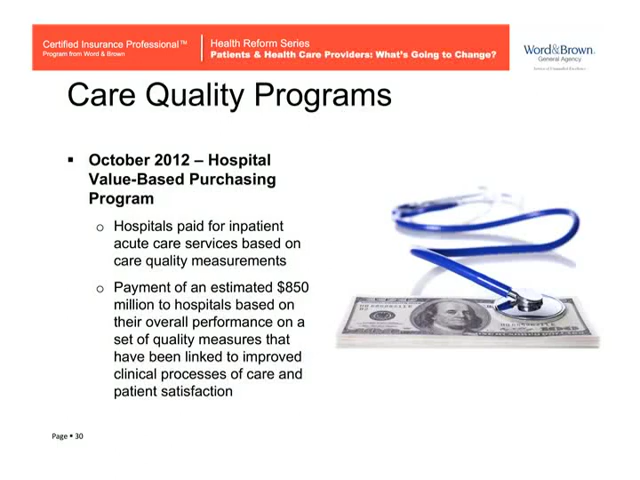 Certified Insurance Professional™
Program from Word & Brown
Health Reform Series
Patients & Health Care Providers: What's Going to Change?
Word&Brown.
General Agency
Care Quality Programs
▪ October 2012 – Hospital
Value-Based Purchasing
Program
o Hospitals paid for inpatient
acute care services based on
care quality measurements
o Payment of an estimated $850
million to hospitals based on
their overall performance on a
set of quality measures that
have been linked to improved
clinical processes of care and
patient satisfaction
Page ▪ 30